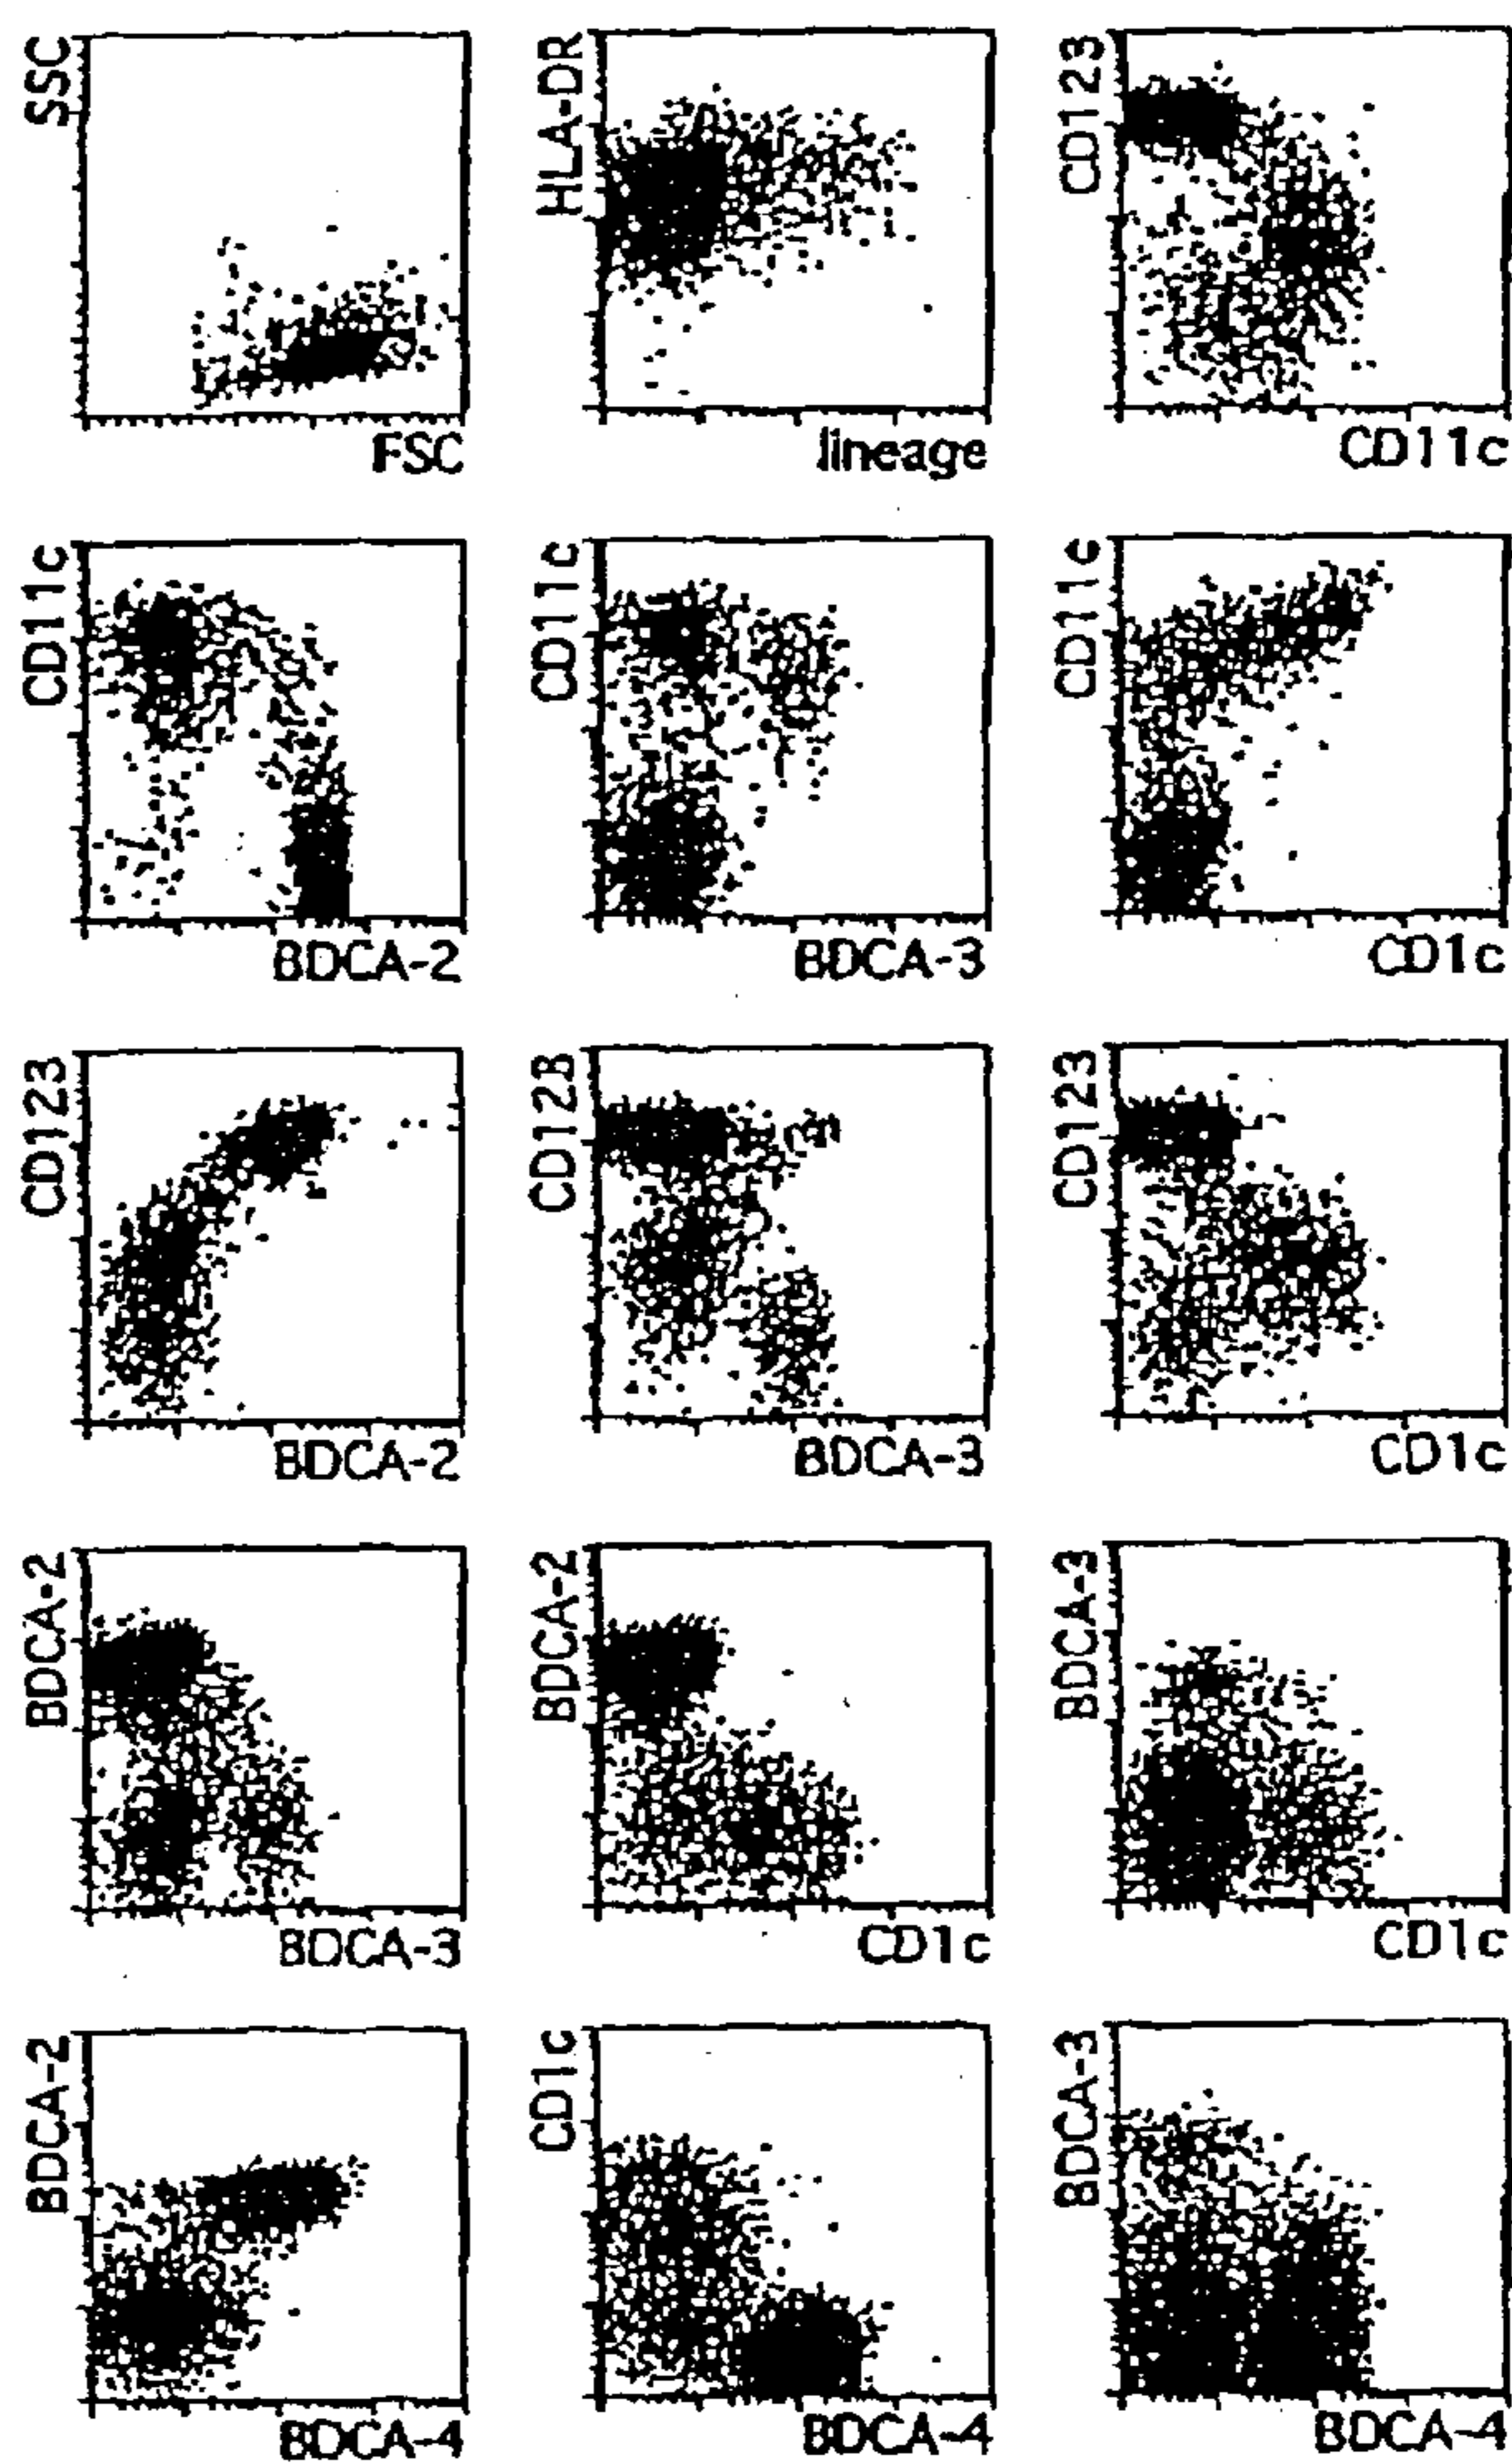 SSC
HLA-DR
CD123
FSC
lineage
CD11c
CD11c
CD11c
CD11c
BDCA-2
BDCA-3
CD1c
CD123
CD123
CD123
BDCA-2
BDCA-3
CD1c
BDCA-2
BDCA-2
BDCA-3
BDCA-3
CD1c
CD1c
BDCA-2
CD1c
BDCA-3
BDCA-4
BDCA-4
BDCA-4